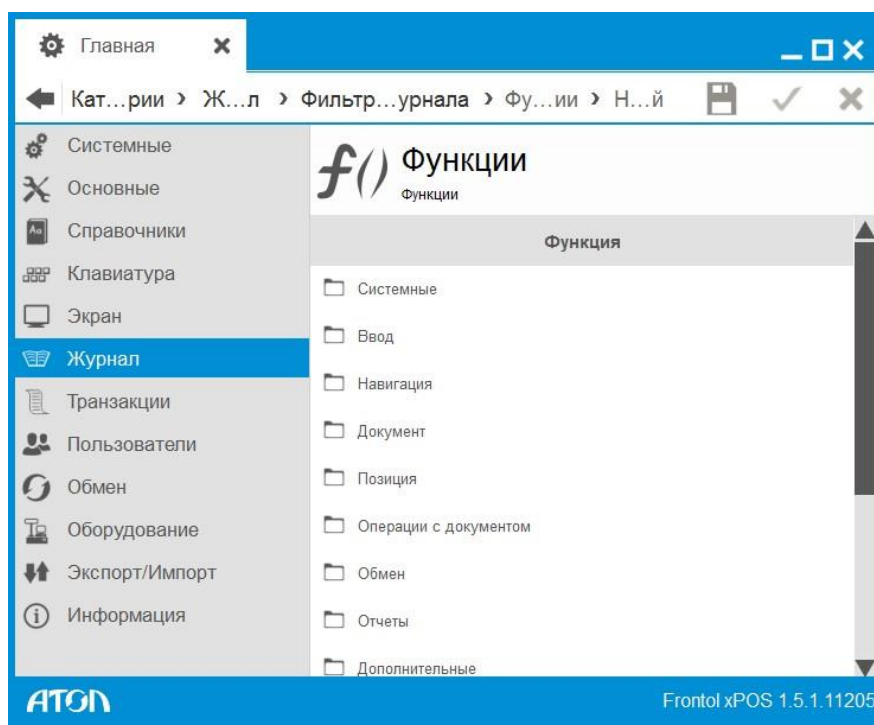 Главная
Кат...рии › Ж...л › Фильтр...урнала › Фу...ии › Н...й
Системные
Основные
Справочники
Клавиатура
Экран
Журнал
Транзакции
Пользователи
Обмен
Оборудование
Экспорт/Импорт
Информация
f() Функции
Функции
Функция
Системные
Ввод
Навигация
Документ
Позиция
Операции с документом
Обмен
Отчеты
Дополнительные
АТОЛ
Frontol xPOS 1.5.1.11205